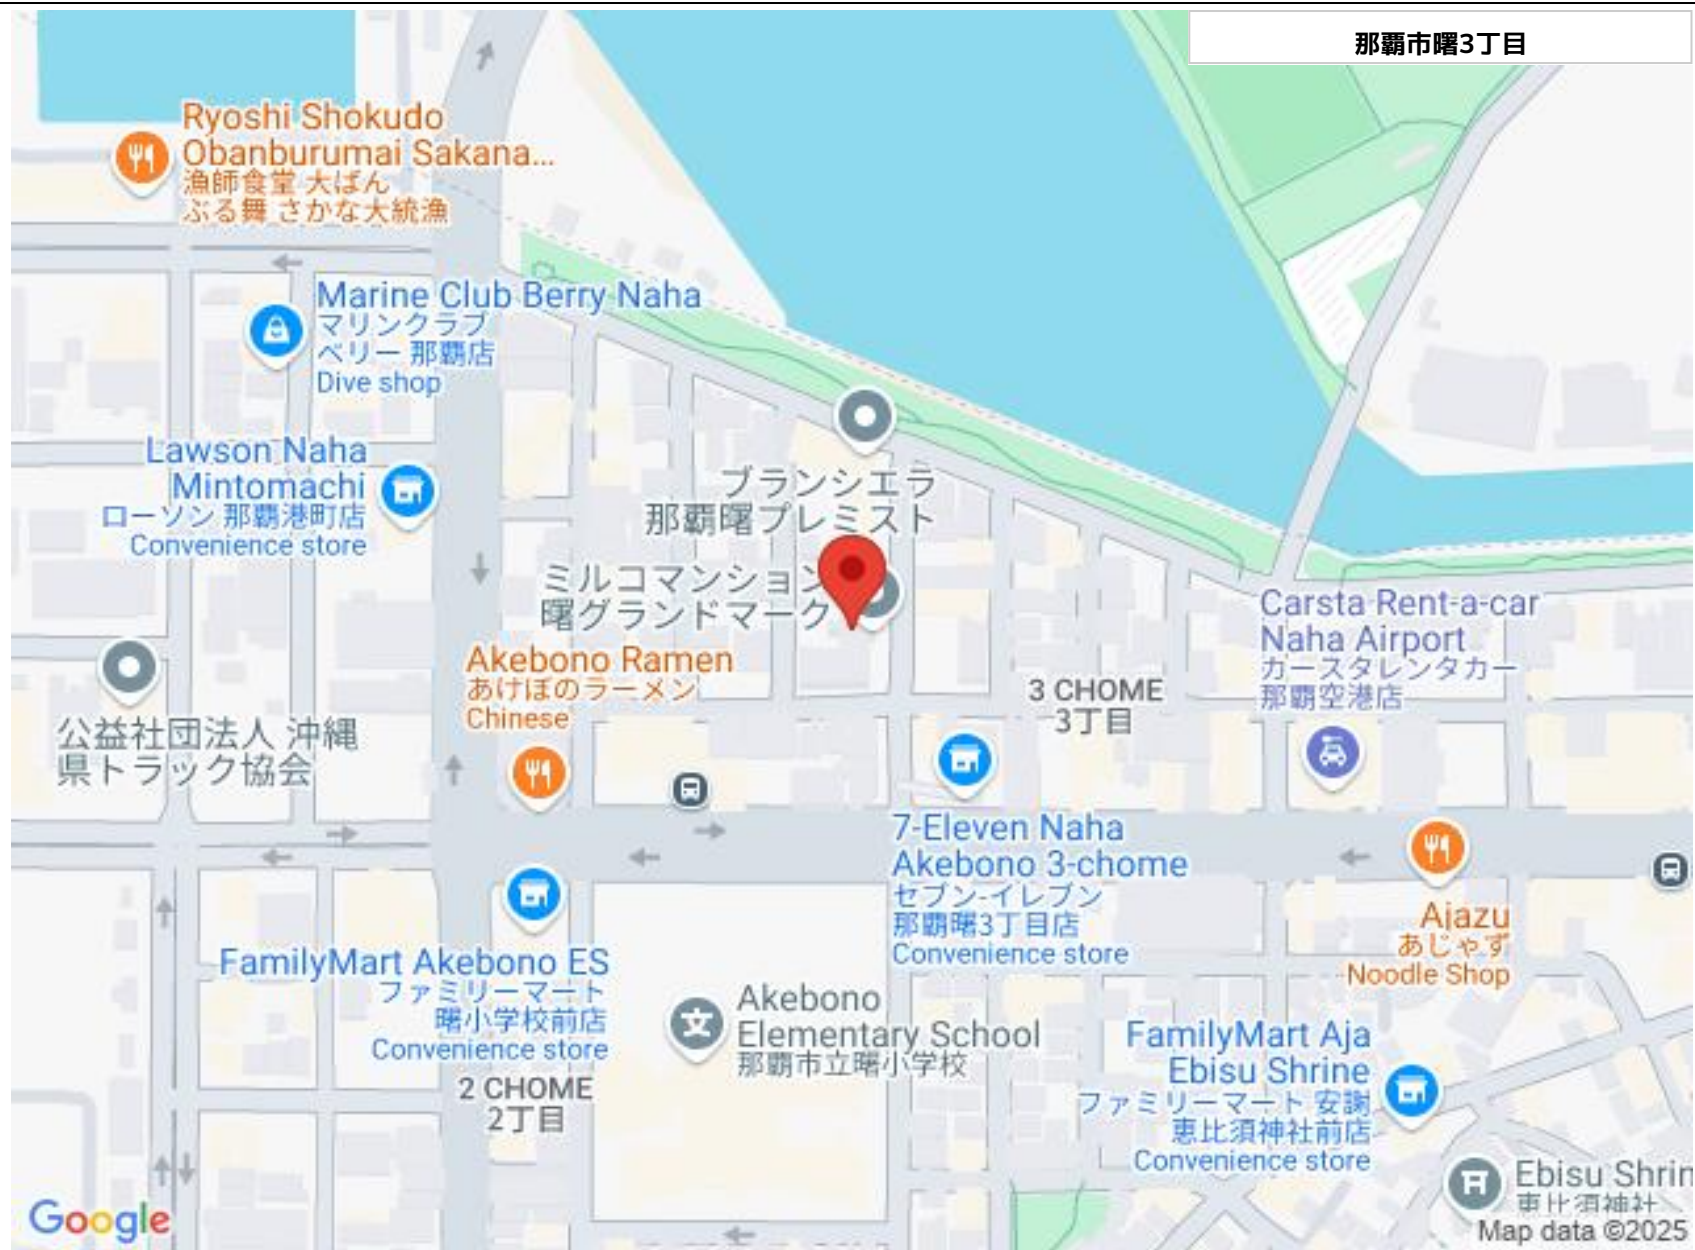 那覇市曙3丁目
Ryoshi Shokudo
Obanburumai Sakana...
漁師食堂 大ばん
ぶる舞 さかな大統漁
Marine Club Berry Naha
マリンクラブ
ベリー 那覇店
Dive shop
Lawson Naha
Mintomachi
ローソン 那覇港町店
Convenience store
ブランシエラ
那覇曙プレミスト
ミルコマンション
曙グランドマーク
Akebono Ramen
あけぼのラーメン
Chinese
Carsta Rent-a-car
Naha Airport
カースタレンタカー
那覇空港店
3 CHOME
3丁目
公益社団法人 沖縄
県トラック協会
7-Eleven Naha
Akebono 3-chome
セブン-イレブン
那覇曙3丁目店
Convenience store
Ajazu
あじゃず
Noodle Shop
FamilyMart Akebono ES
ファミリーマート
曙小学校前店
Convenience store
文
Akebono
Elementary School
那覇市立曙小学校
FamilyMart Aja
Ebisu Shrine
ファミリーマート 安謝
恵比須神社前店
Convenience store
2 CHOME
2丁目
Ebisu Shrin
恵比須神社
Google
Map data ©2025